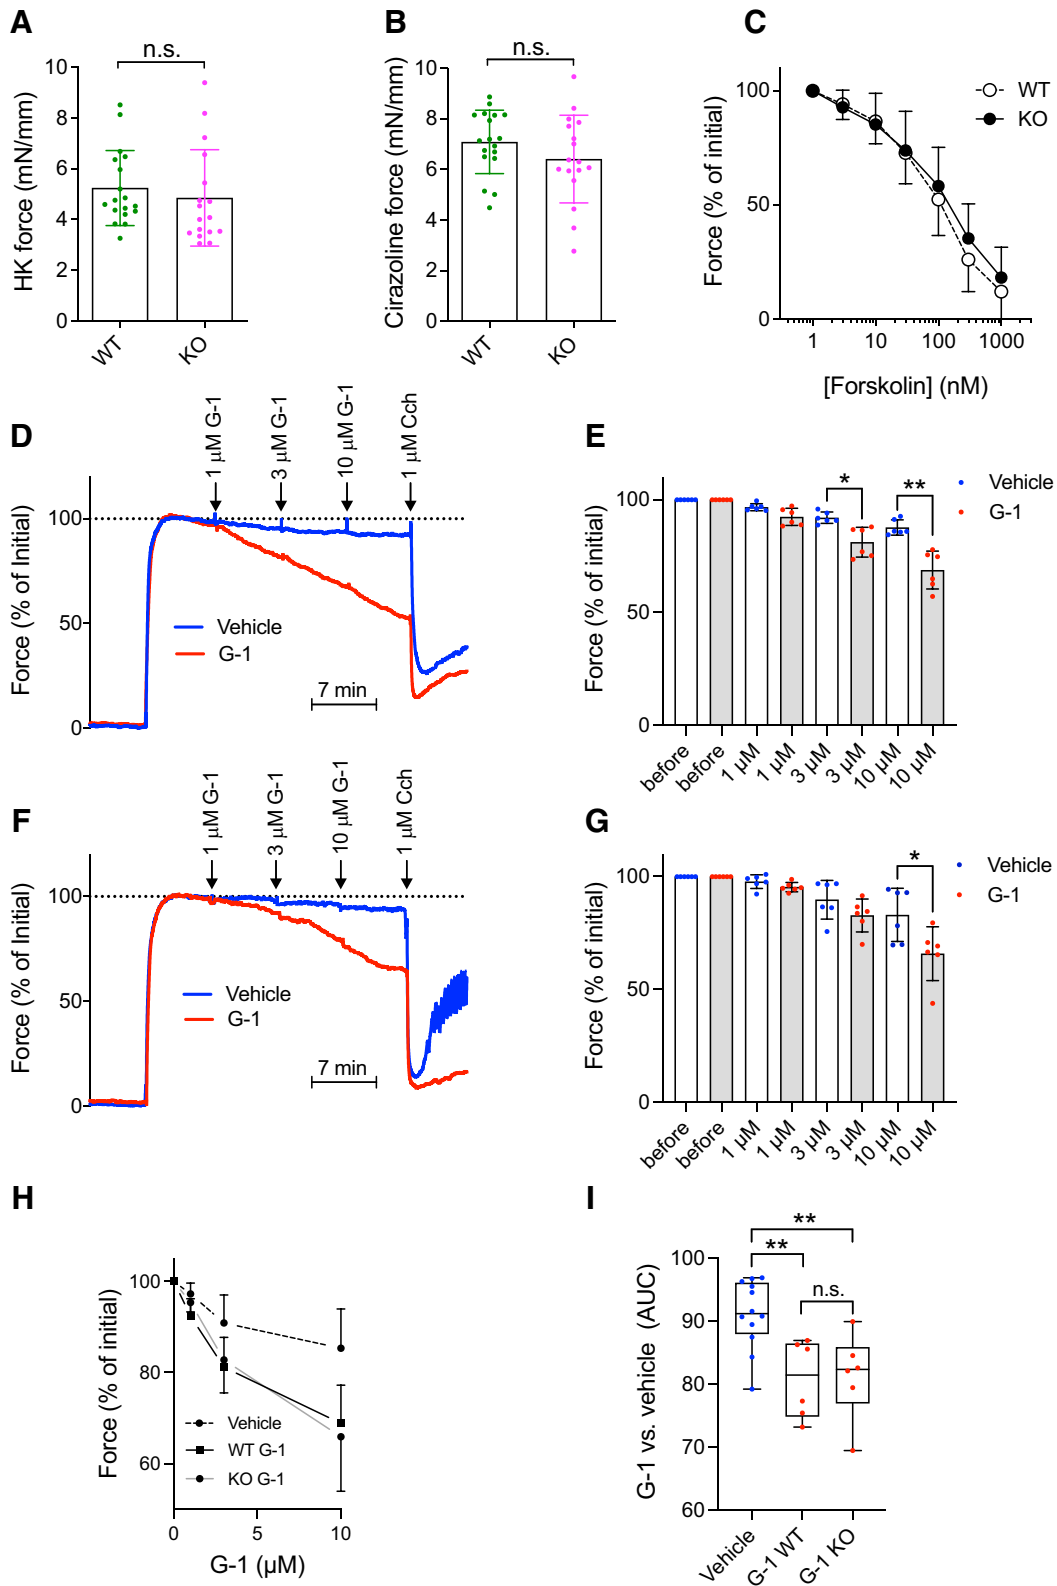 A
n.s.
HK force (mN/mm)
10
8
6
4
2
0
WT
KO
B
n.s.
Cirazoline force (mN/mm)
10
8
6
4
2
0
WT
KO
C
WT
KO
Force (% of initial)
100
50
0
1
10
100
1000
[Forskolin] (nM)
D
1 µM G-1
3 µM G-1
10 µM G-1
1 µM Cch
Force (% of Initial)
100
50
0
Vehicle
G-1
7 min
E
Vehicle
G-1
*
**
Force (% of initial)
100
50
0
before
before
1 µM
1 µM
3 µM
3 µM
10 µM
10 µM
F
1 µM G-1
3 µM G-1
10 µM G-1
1 µM Cch
Force (% of Initial)
100
50
0
Vehicle
G-1
7 min
G
Vehicle
G-1
*
Force (% of initial)
100
50
0
before
before
1 µM
1 µM
3 µM
3 µM
10 µM
10 µM
H
Force (% of initial)
100
80
60
Vehicle
WT G-1
KO G-1
0
5
10
G-1 (µM)
I
**
**
n.s.
G-1 vs. vehicle (AUC)
100
90
80
70
60
Vehicle
G-1 WT
G-1 KO